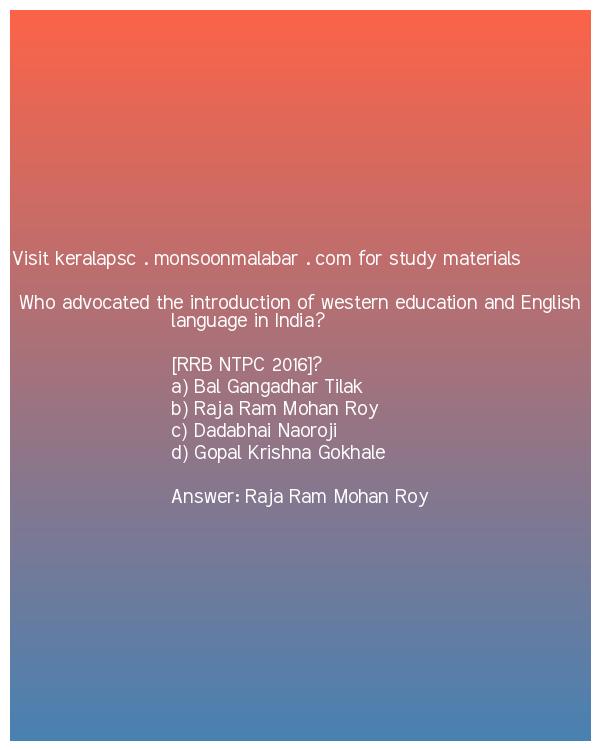 Visit keralapsc . monsoonmalabar . com for study materials
Who advocated the introduction of western education and English
language in India?
[RRB NTPC 2016]?
a) Bal Gangadhar Tilak
b) Raja Ram Mohan Roy
c) Dadabhai Naoroji
d) Gopal Krishna Gokhale
Answer: Raja Ram Mohan Roy